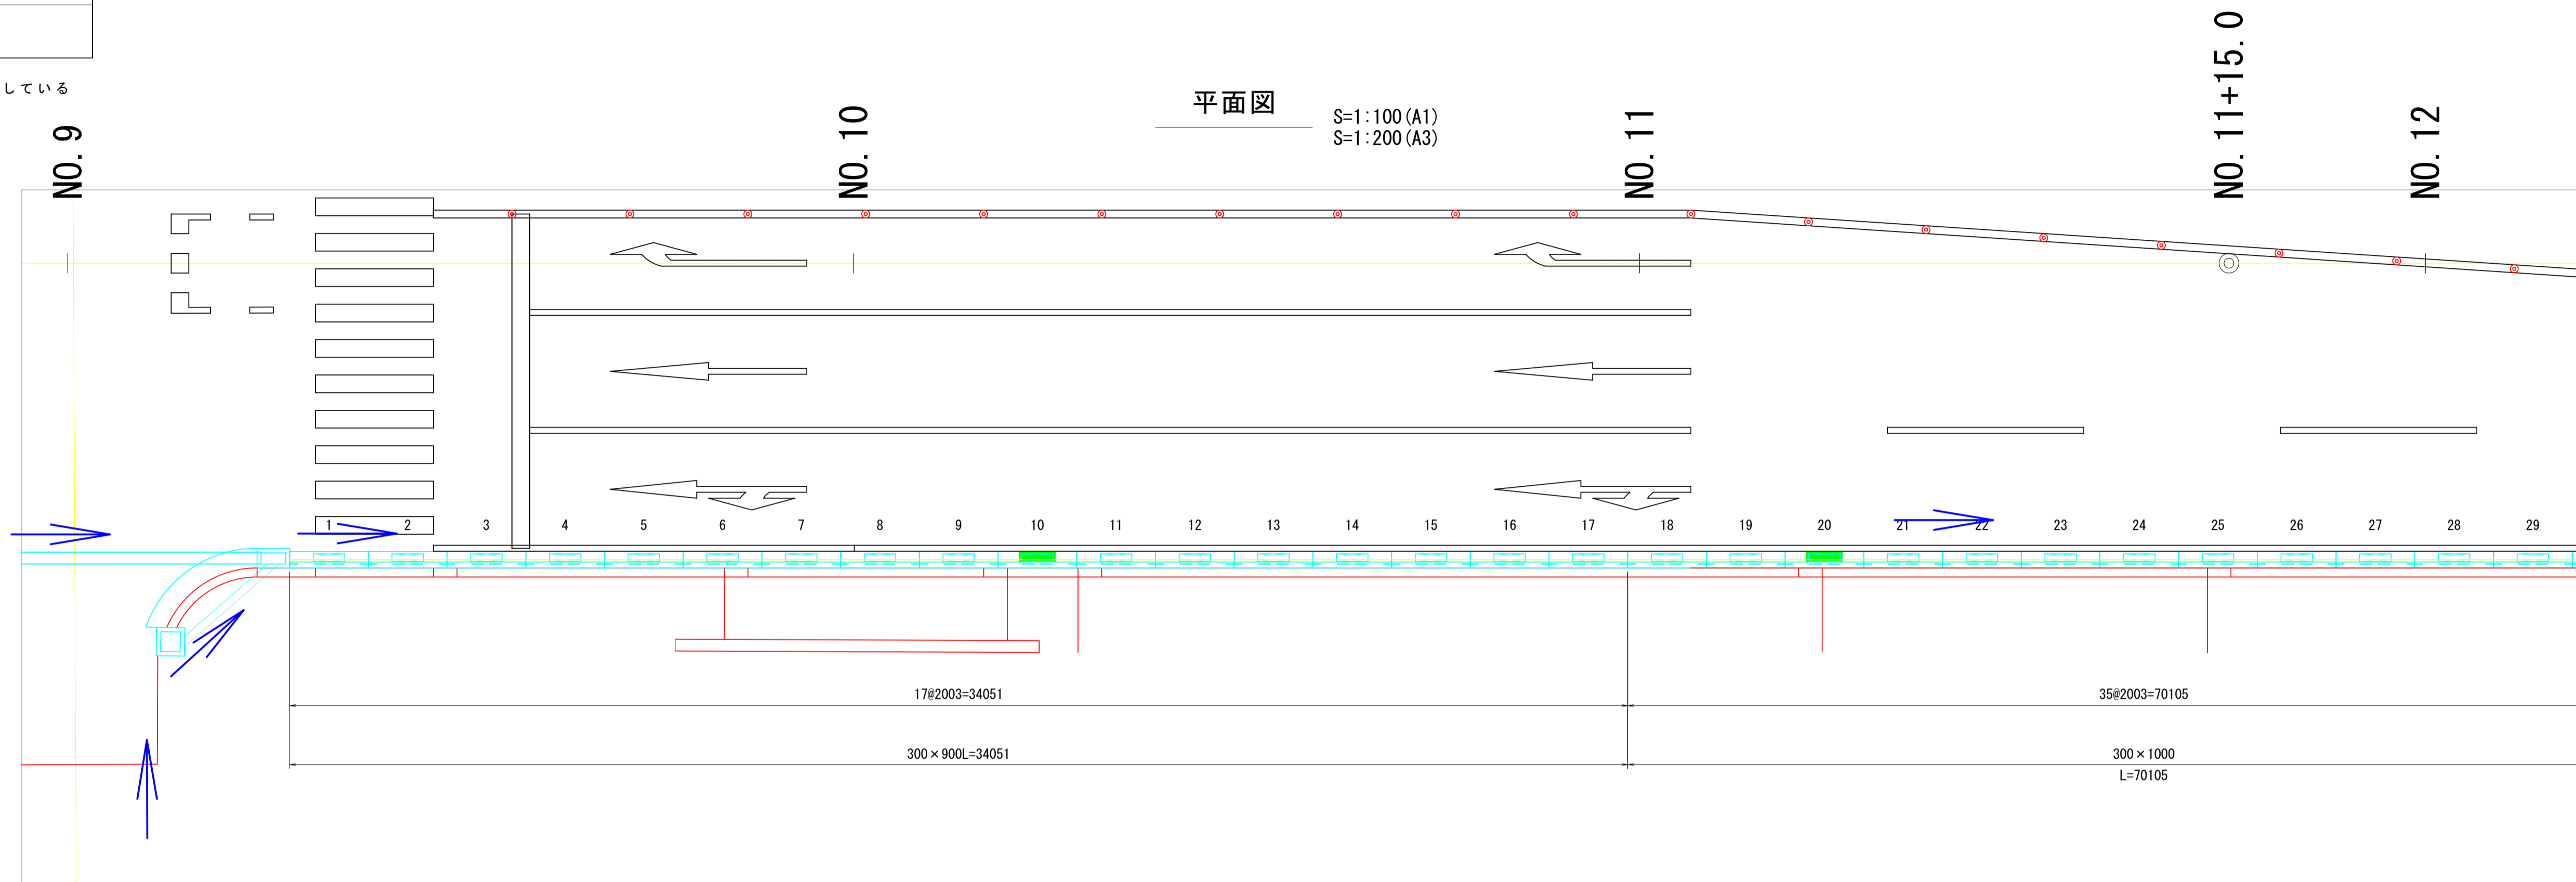 している
平面図
S=1:100(A1)
S=1:200(A3)
NO. 9
NO. 10
NO. 11
NO. 11+15. 0
NO. 12
1 2 3 4 5 6 7 8 9 10 11 12 13 14 15 16 17 18 19 20 21 22 23 24 25 26 27 28 29
17@2003=34051
35@2003=70105
300×900L=34051
300×1000
L=70105